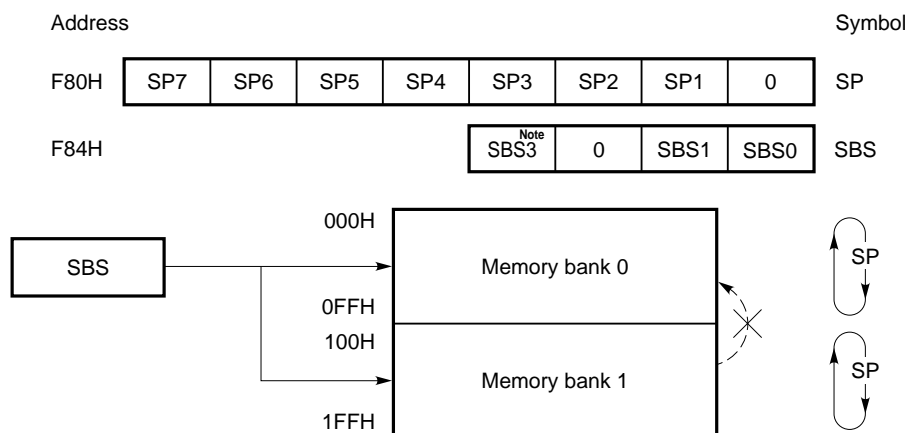 Address Symbol
F80H SP7 SP6 SP5 SP4 SP3 SP2 SP1 0 SP
F84H SBS3 Note 0 SBS1 SBS0 SBS
000H
SBS Memory bank 0 SP
0FFH
100H
Memory bank 1 SP
1FFH